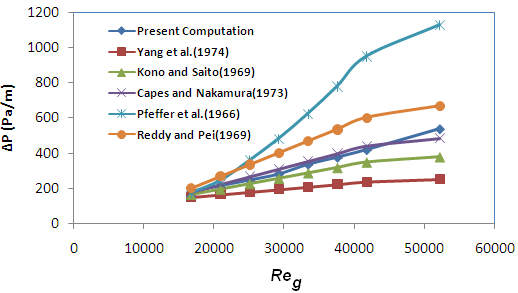 1200
1000
800
600
400
200
0
ΔP (Pa/m)
Present Computation
Yang et al.(1974)
Kono and Saito(1969)
Capes and Nakamura(1973)
Pfeffer et al.(1966)
Reddy and Pei(1969)
0 10000 20000 30000 40000 50000 60000
Reg